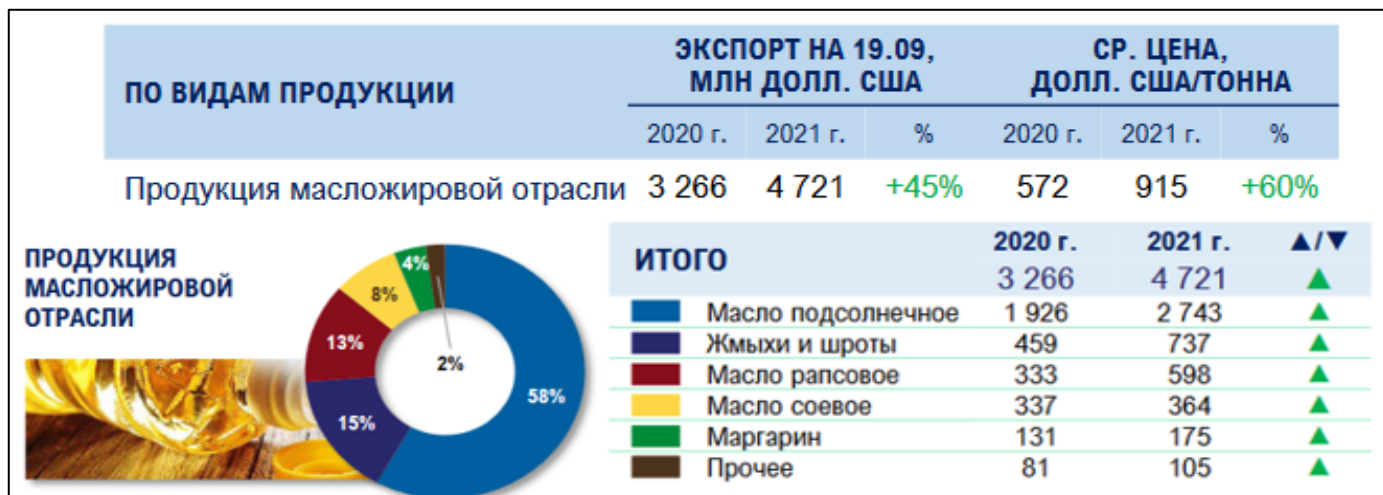 ПО ВИДАМ ПРОДУКЦИИ
ЭКСПОРТ НА 19.09,
МЛН ДОЛЛ. США
СР. ЦЕНА,
ДОЛЛ. США/ТОННА
2020 г. 2021 г. % 2020 г. 2021 г. %
Продукция масложировой отрасли 3 266 4 721 +45% 572 915 +60%
ПРОДУКЦИЯ
МАСЛОЖИРОВОЙ
ОТРАСЛИ
4%
8%
13%
2%
58%
15%
ИТОГО 2020 г. 2021 г. ▲/▼
3 266 4 721 ▲
Масло подсолнечное 1 926 2 743 ▲
Жмыхи и шроты 459 737 ▲
Масло рапсовое 333 598 ▲
Масло соевое 337 364 ▲
Маргарин 131 175 ▲
Прочее 81 105 ▲